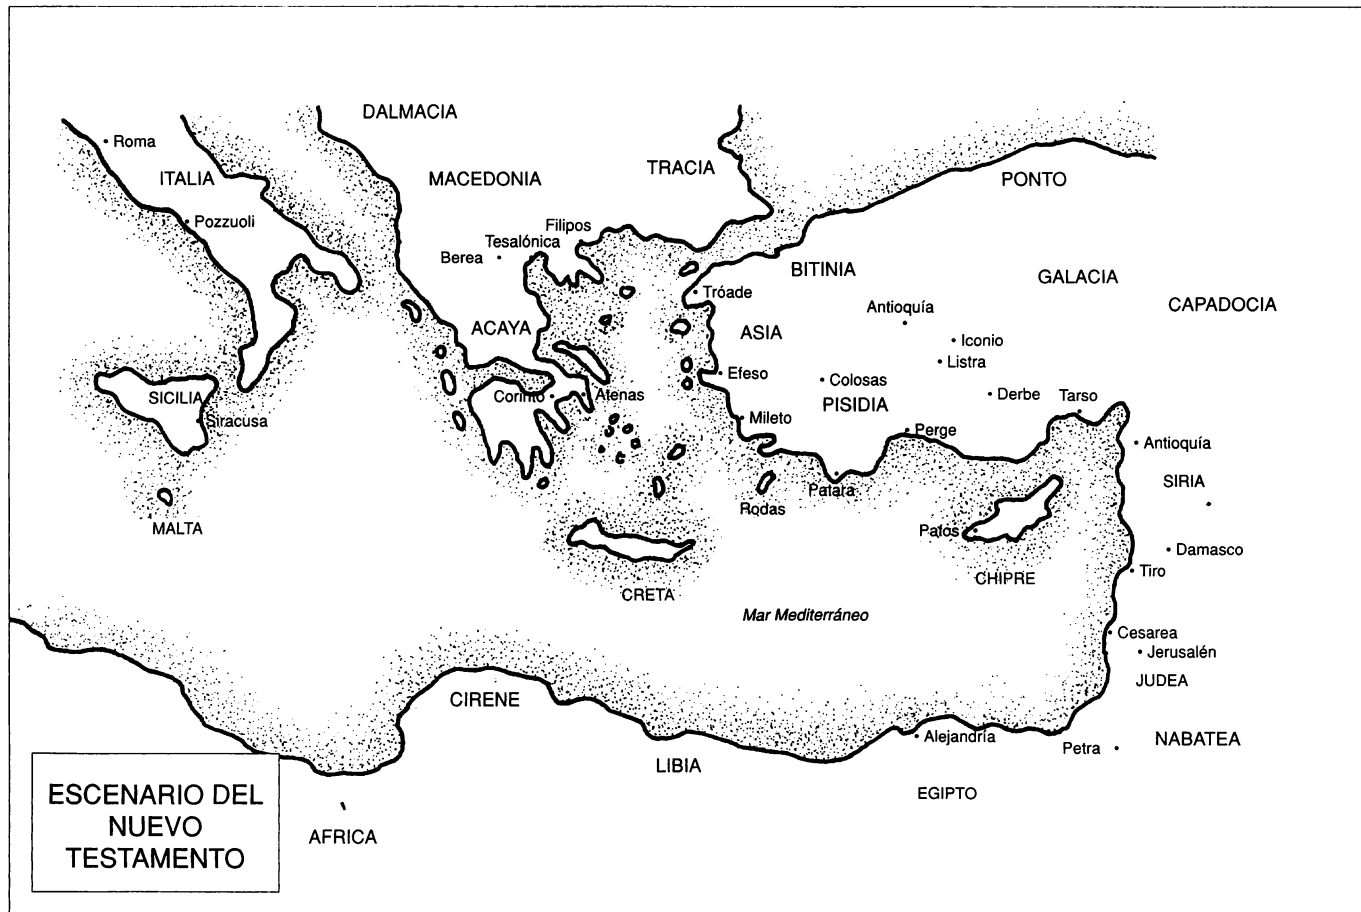 DALMACIA
Roma
ITALIA
MACEDONIA
TRACIA
PONTO
Pozzuoli
Filipos
Tesalónica
Berea
BITINIA
GALACIA
Tróade
CAPADOCIA
Antioquía
ACAYA
ASIA
Iconio
Listra
Efeso
Colosas
SICILIA
Corinto
Atenas
PISIDIA
Derbe
Tarso
Siracusa
Mileto
Perge
Antioquía
SIRIA
Patara
Rodas
MALTA
Pafos
Damasco
CHIPRE
Tiro
CRETA
Mar Mediterráneo
Cesarea
Jerusalén
JUDEA
CIRENE
Alejandría
Petra
NABATEA
LIBIA
EGIPTO
AFRICA
ESCENARIO DEL
NUEVO
TESTAMENTO